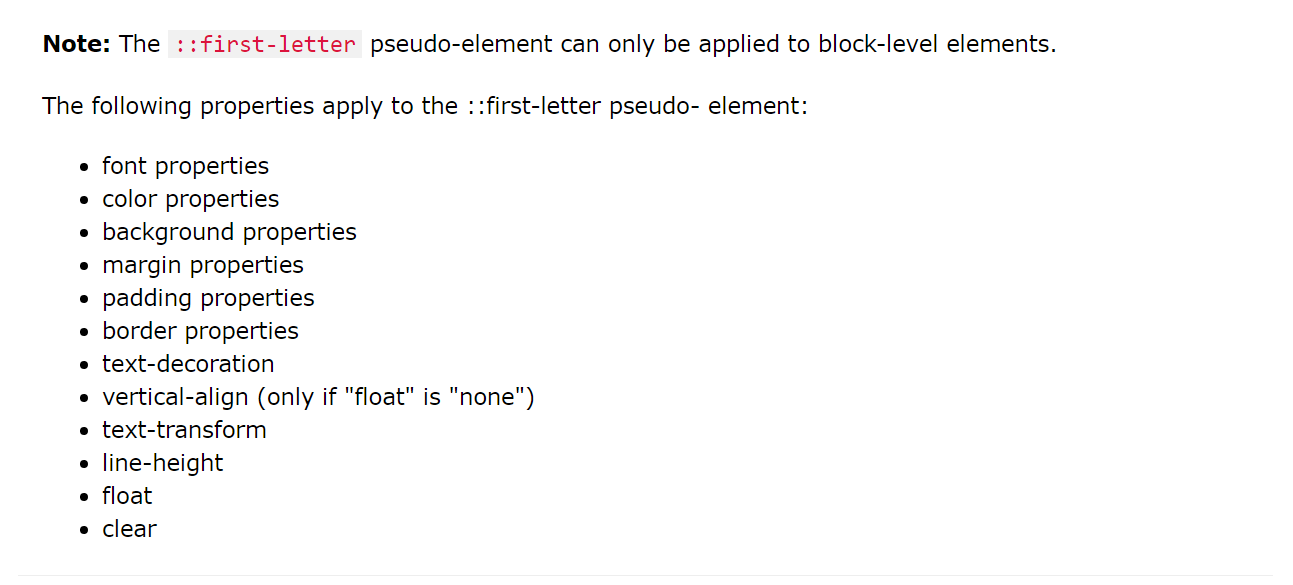 Note: The ::first-letter pseudo-element can only be applied to block-level elements.
The following properties apply to the ::first-letter pseudo- element:
• font properties
• color properties
• background properties
• margin properties
• padding properties
• border properties
• text-decoration
• vertical-align (only if "float" is "none")
• text-transform
• line-height
• float
• clear